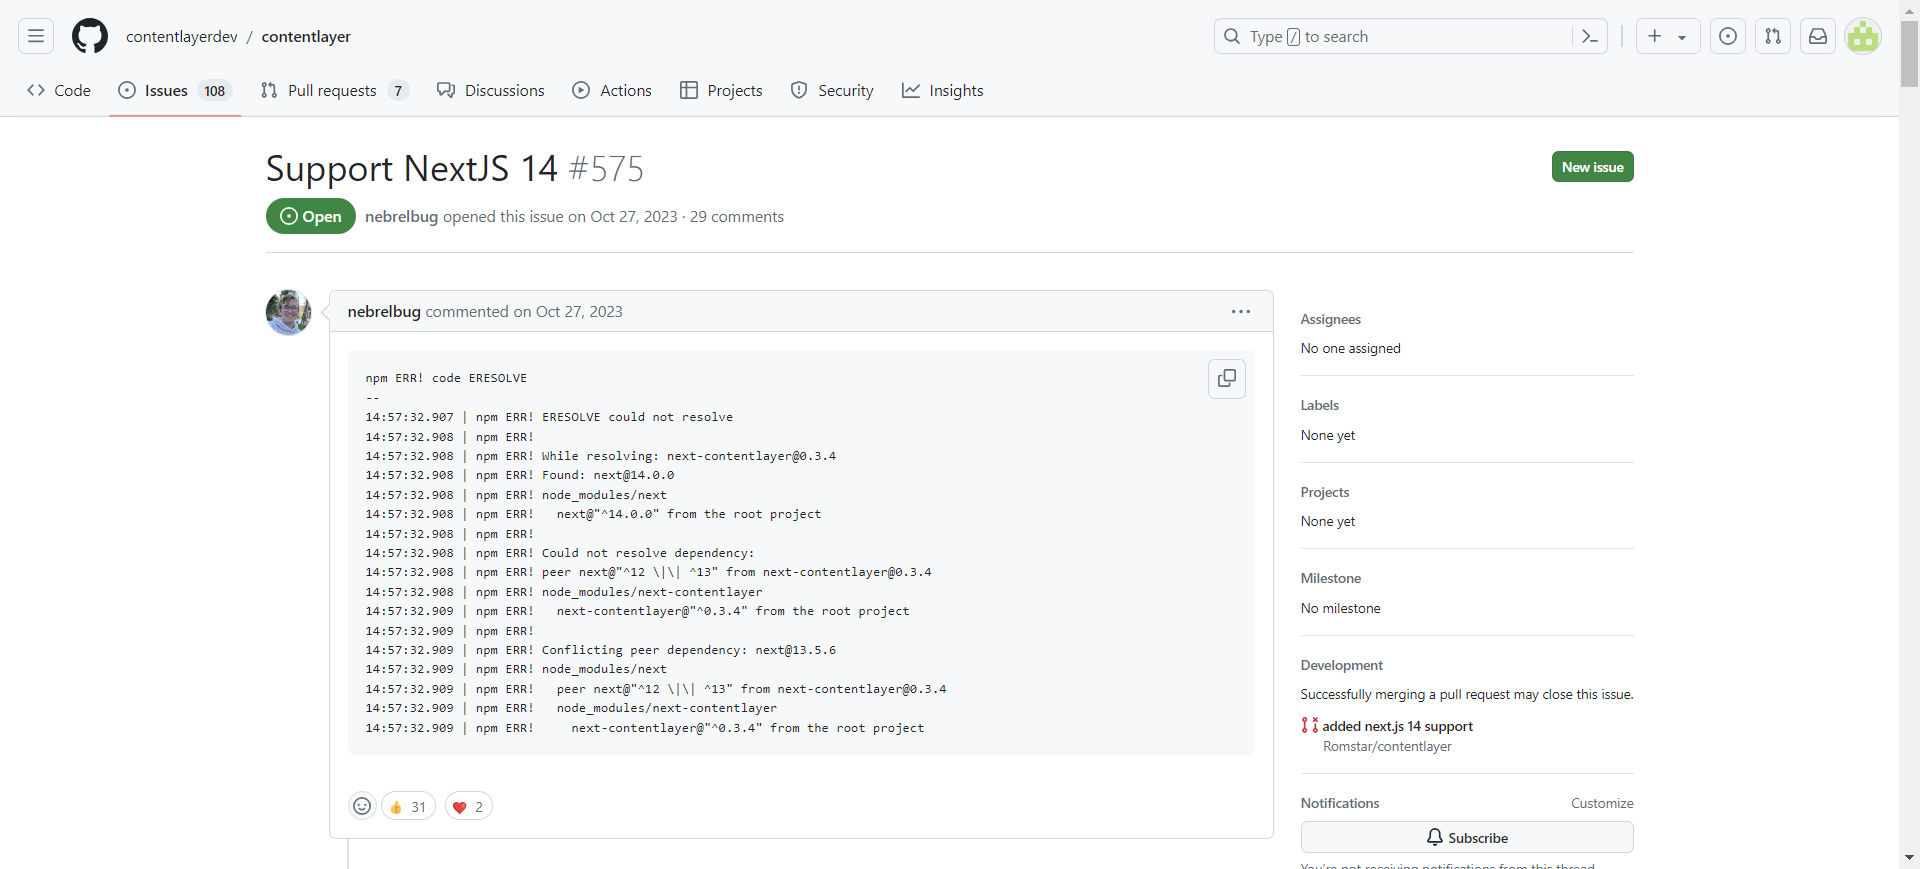 contentlayerdev / contentlayer
Type / to search
Code
Issues 108
Pull requests 7
Discussions
Actions
Projects
Security
Insights
Support NextJS 14 #575
New issue
Open
nebrelbug opened this issue on Oct 27, 2023 · 29 comments
nebrelbug commented on Oct 27, 2023
npm ERR! code ERESOLVE
--
14:57:32.907 | npm ERR! ERESOLVE could not resolve
14:57:32.908 | npm ERR!
14:57:32.908 | npm ERR! While resolving: next-contentlayer@0.3.4
14:57:32.908 | npm ERR! Found: next@14.0.0
14:57:32.908 | npm ERR! node_modules/next
14:57:32.908 | npm ERR!   next@"^14.0.0" from the root project
14:57:32.908 | npm ERR!
14:57:32.908 | npm ERR! Could not resolve dependency:
14:57:32.908 | npm ERR! peer next@"^12 \|\| ^13" from next-contentlayer@0.3.4
14:57:32.908 | npm ERR! node_modules/next-contentlayer
14:57:32.909 | npm ERR!   next-contentlayer@"^0.3.4" from the root project
14:57:32.909 | npm ERR!
14:57:32.909 | npm ERR! Conflicting peer dependency: next@13.5.6
14:57:32.909 | npm ERR! node_modules/next
14:57:32.909 | npm ERR!   peer next@"^12 \|\| ^13" from next-contentlayer@0.3.4
14:57:32.909 | npm ERR!   node_modules/next-contentlayer
14:57:32.909 | npm ERR!     next-contentlayer@"^0.3.4" from the root project
31
2
Assignees
No one assigned
Labels
None yet
Projects
None yet
Milestone
No milestone
Development
Successfully merging a pull request may close this issue.
added next.js 14 support
Romstar/contentlayer
Notifications
Customize
Subscribe
You're not receiving notifications from this thread.